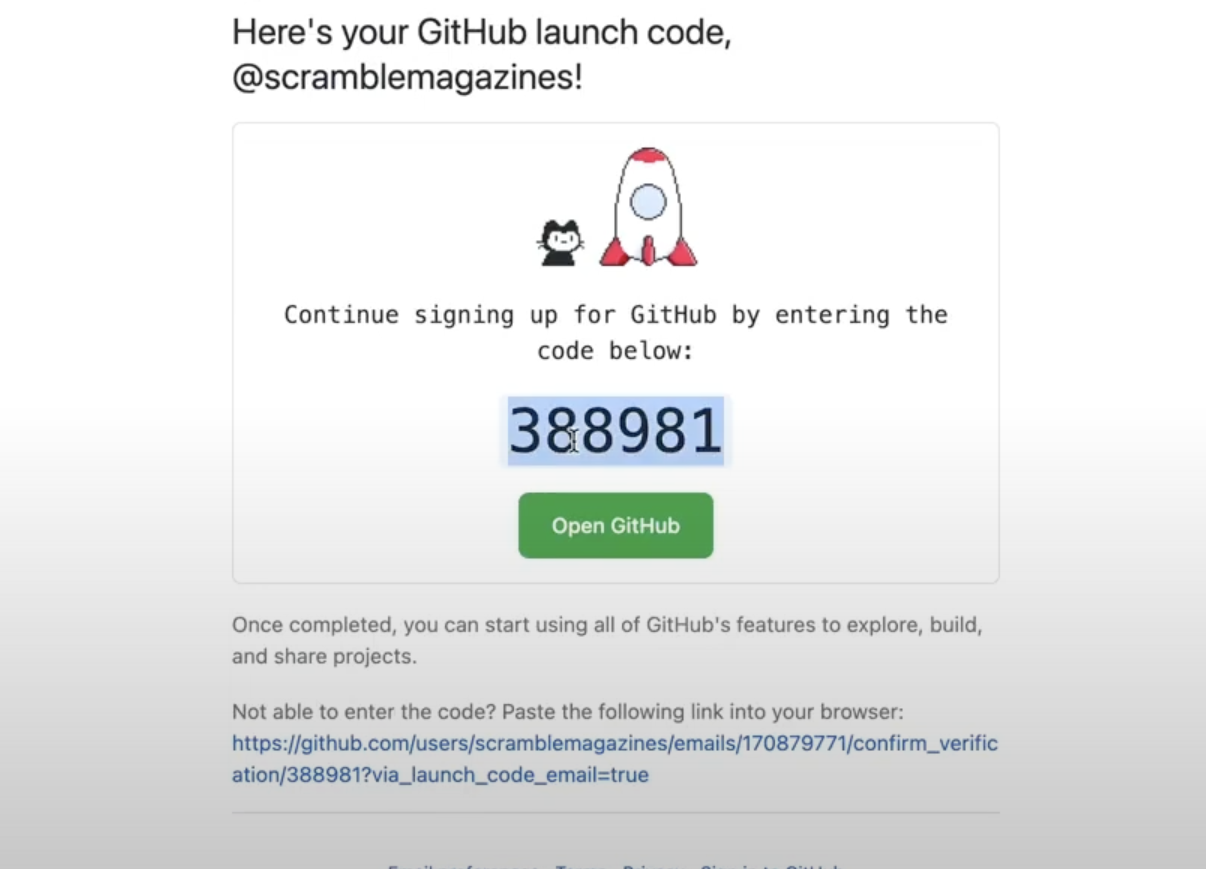 Here's your GitHub launch code,
@scramblemagazines!
Continue signing up for GitHub by entering the
code below:
388981
Open GitHub
Once completed, you can start using all of GitHub's features to explore, build,
and share projects.
Not able to enter the code? Paste the following link into your browser:
https://github.com/users/scramblemagazines/emails/170879771/confirm_verific
ation/388981?via_launch_code_email=true